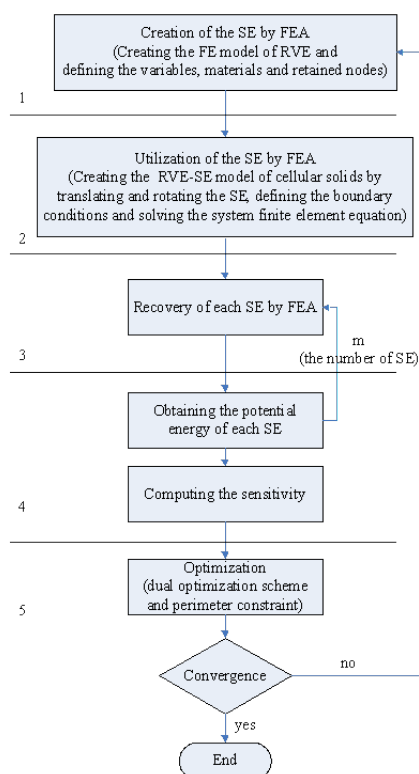 Creation of the SE by FEA
(Creating the FE model of RVE and
defining the variables, materials and retained nodes)
1
Utilization of the SE by FEA
(Creating the RVE-SE model of cellular solids by
translating and rotating the SE, defining the boundary
conditions and solving the system finite element equation)
2
Recovery of each SE by FEA
m
(the number of SE)
3
Obtaining the potential
energy of each SE
Computing the sensitivity
4
Optimization
(dual optimization scheme
and perimeter constraint)
5
Convergence
no
yes
End